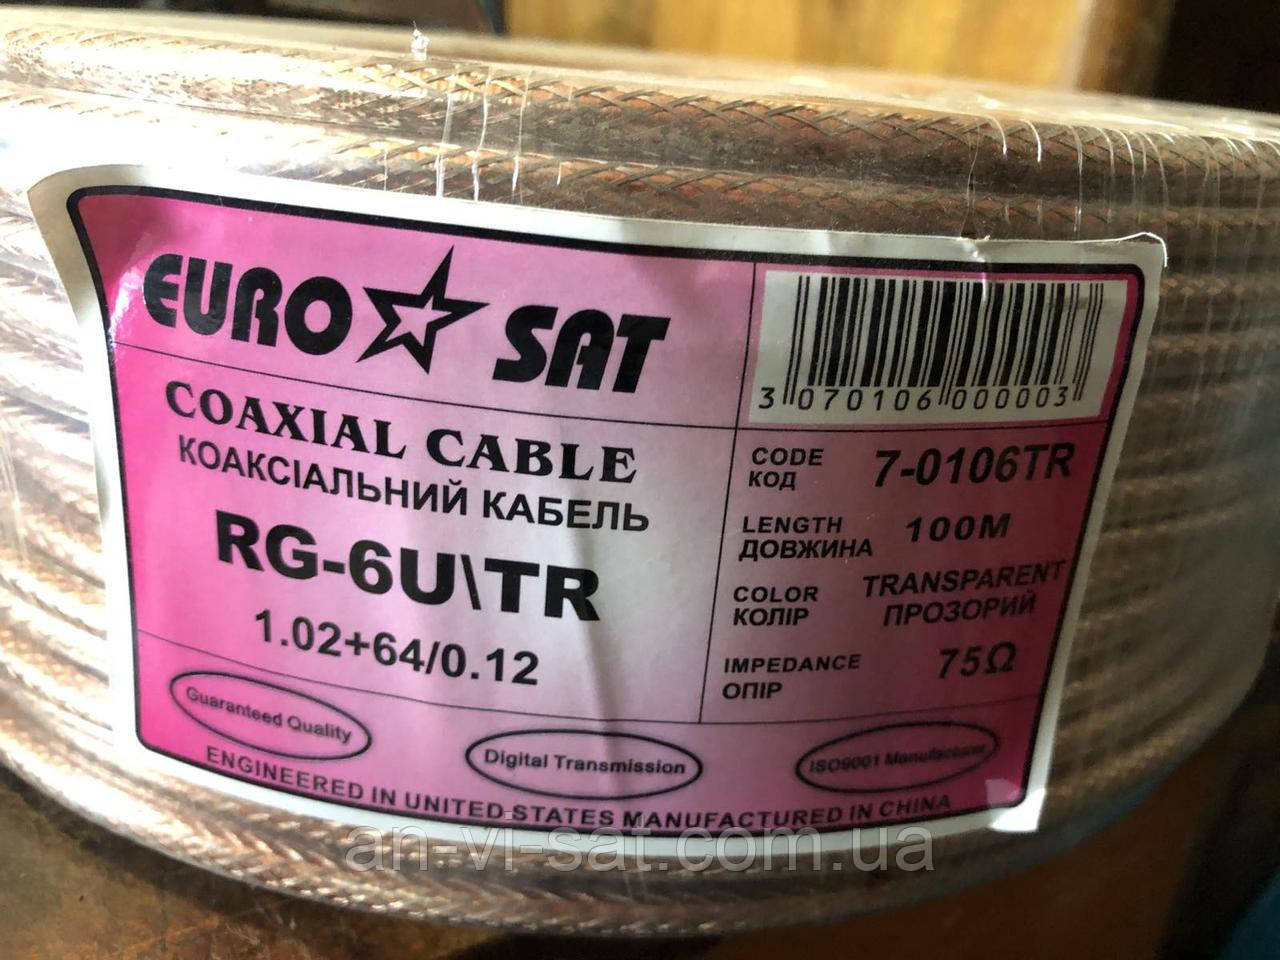 EURO SAT
COAXIAL CABLE
КОАКСІАЛЬНИЙ КАБЕЛЬ
RG-6U\TR
1.02+64/0.12
3 070106 000003
CODE 7-0106TR
КОД
LENGTH 100M
ДОВЖИНА
COLOR TRANSPARENT
КОЛІР ПРОЗОРИЙ
IMPEDANCE 75Ω
ОПІР
Guaranteed Quality
Digital Transmission
ISO9001 Manufacturer
ENGINEERED IN UNITED STATES MANUFACTURED IN CHINA
an-vi-sat.com.ua